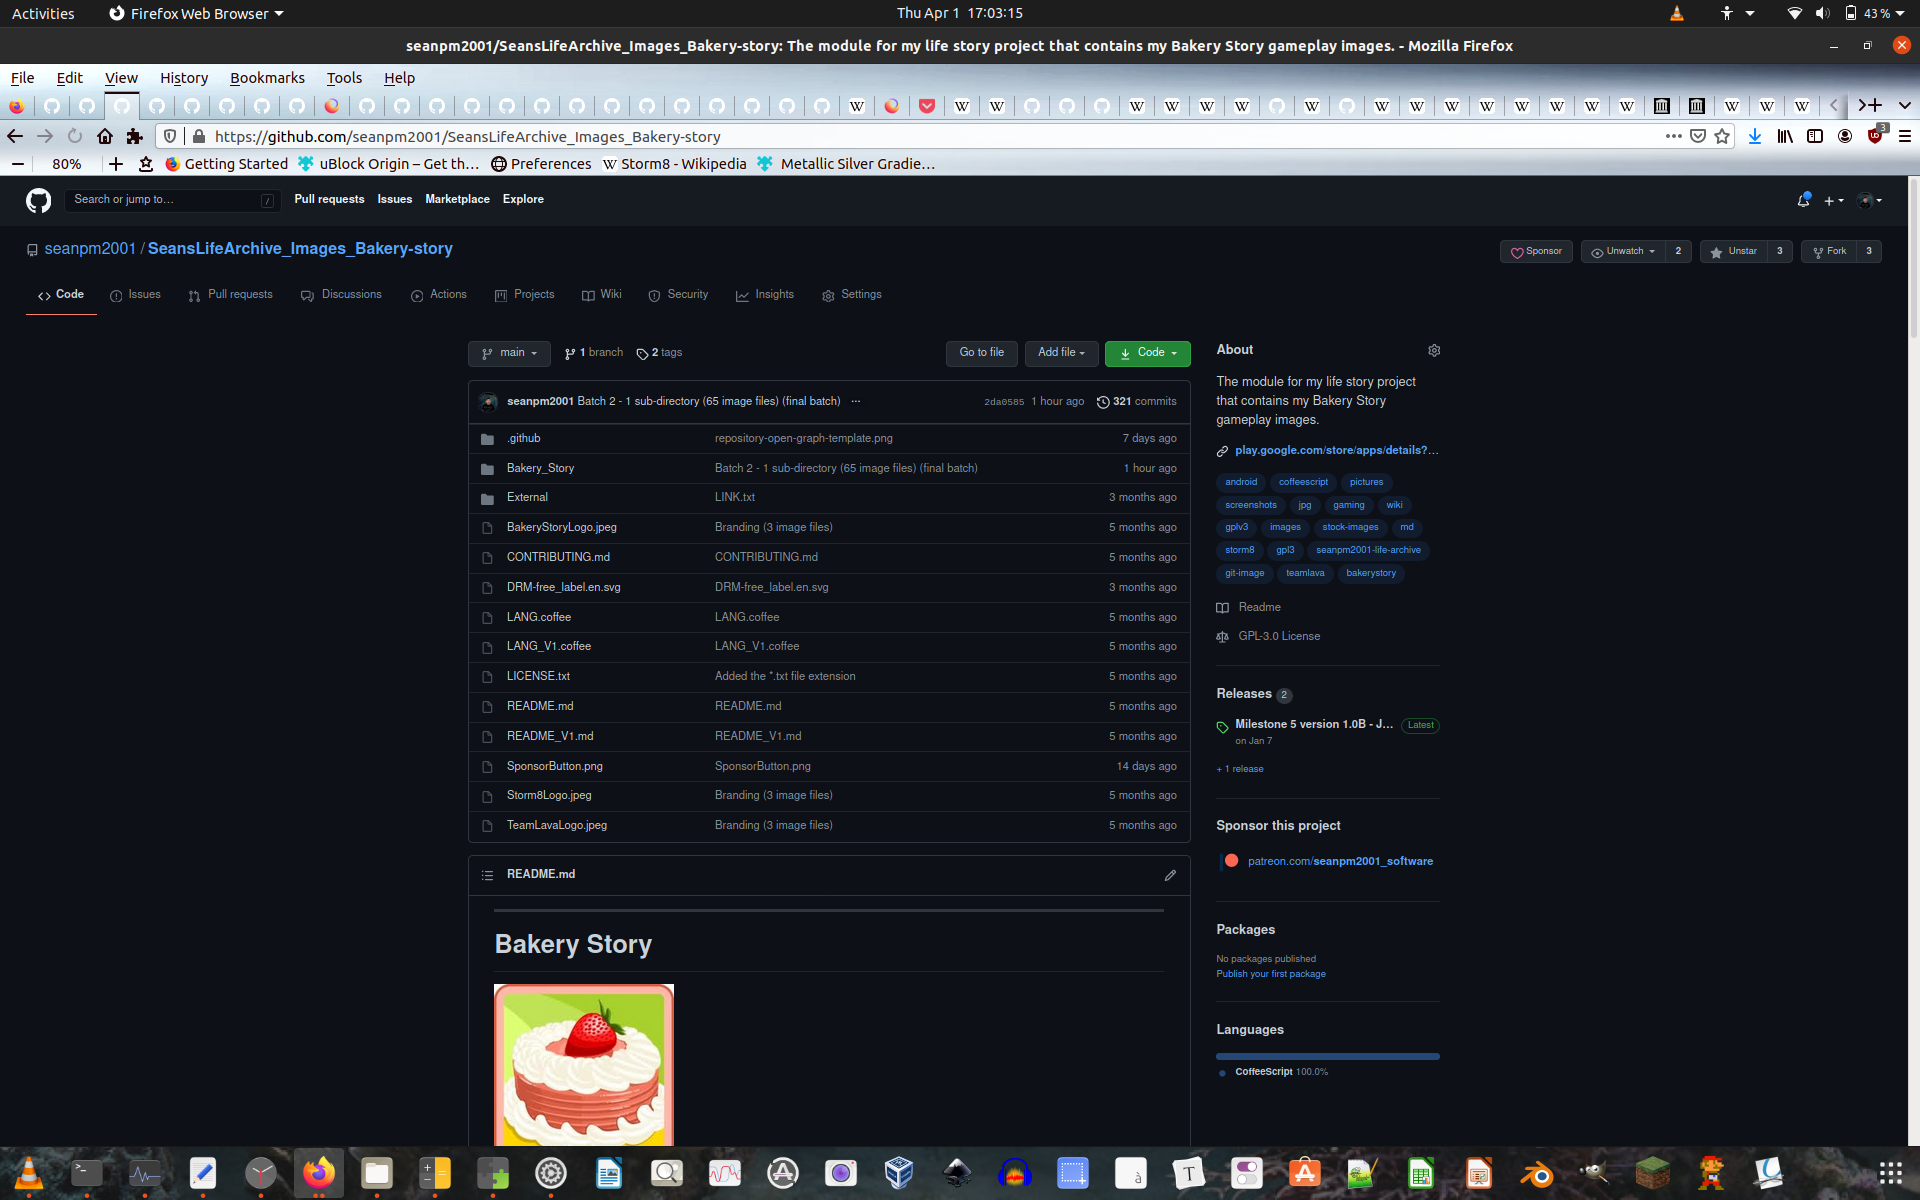 Activities Firefox Web Browser Thu Apr 1 17:03:15 43 %
seanpm2001/SeansLifeArchive_Images_Bakery-story: The module for my life story project that contains my Bakery Story gameplay images. - Mozilla Firefox
File Edit View History Bookmarks Tools Help
https://github.com/seanpm2001/SeansLifeArchive_Images_Bakery-story 3
80% Getting Started uBlock Origin – Get th… Preferences Storm8 - Wikipedia Metallic Silver Gradie…
Search or jump to… / Pull requests Issues Marketplace Explore
seanpm2001 / SeansLifeArchive_Images_Bakery-story Sponsor Unwatch 2 Unstar 3 Fork 3
Code Issues Pull requests Discussions Actions Projects Wiki Security Insights Settings
main 1 branch 2 tags Go to file Add file Code
seanpm2001 Batch 2 - 1 sub-directory (65 image files) (final batch) ... 2da0585 1 hour ago 321 commits
.github repository-open-graph-template.png 7 days ago
Bakery_Story Batch 2 - 1 sub-directory (65 image files) (final batch) 1 hour ago
External LINK.txt 3 months ago
BakeryStoryLogo.jpeg Branding (3 image files) 5 months ago
CONTRIBUTING.md CONTRIBUTING.md 5 months ago
DRM-free_label.en.svg DRM-free_label.en.svg 3 months ago
LANG.coffee LANG.coffee 5 months ago
LANG_V1.coffee LANG_V1.coffee 5 months ago
LICENSE.txt Added the *.txt file extension 5 months ago
README.md README.md 5 months ago
README_V1.md README_V1.md 5 months ago
SponsorButton.png SponsorButton.png 14 days ago
Storm8Logo.jpeg Branding (3 image files) 5 months ago
TeamLavaLogo.jpeg Branding (3 image files) 5 months ago
README.md
Bakery Story
About
The module for my life story project
that contains my Bakery Story
gameplay images.
play.google.com/store/apps/details?…
android coffeescript pictures
screenshots jpg gaming wiki
gplv3 images stock-images md
storm8 gpl3 seanpm2001-life-archive
git-image teamlava bakerystory
Readme
GPL-3.0 License
Releases 2
Milestone 5 version 1.0B - J… Latest
on Jan 7
+ 1 release
Sponsor this project
patreon.com/seanpm2001_software
Packages
No packages published
Publish your first package
Languages
CoffeeScript 100.0%